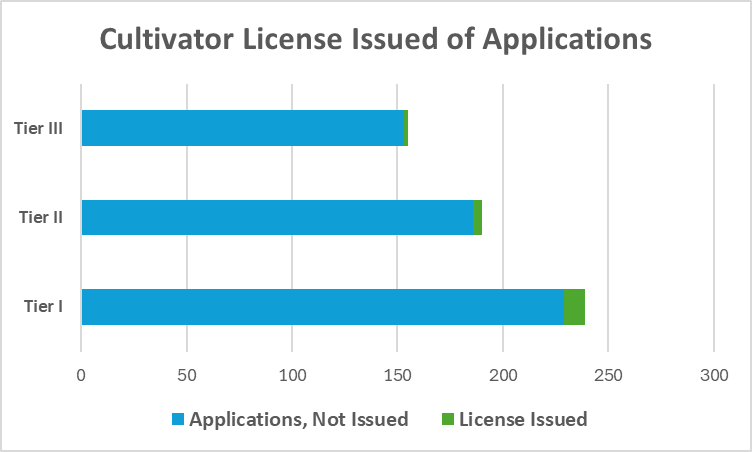 Cultivator License Issued of Applications
Tier III
Tier II
Tier I
0 50 100 150 200 250 300
Applications, Not Issued License Issued